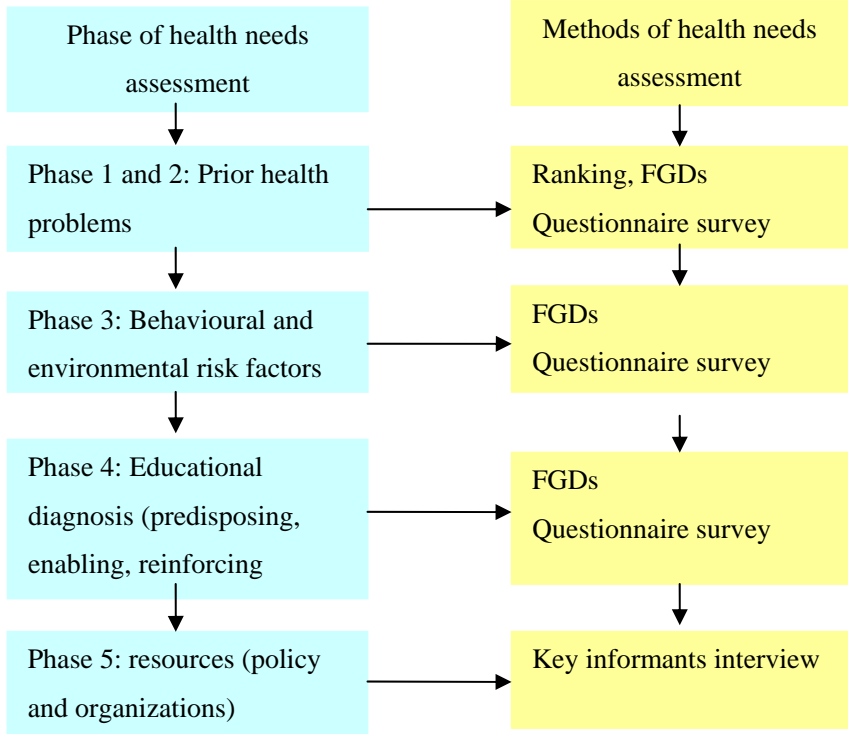 Phase of health needs
assessment
Methods of health needs
assessment
Phase 1 and 2: Prior health
problems
Ranking, FGDs
Questionnaire survey
Phase 3: Behavioural and
environmental risk factors
FGDs
Questionnaire survey
Phase 4: Educational
diagnosis (predisposing,
enabling, reinforcing
FGDs
Questionnaire survey
Phase 5: resources (policy
and organizations)
Key informants interview